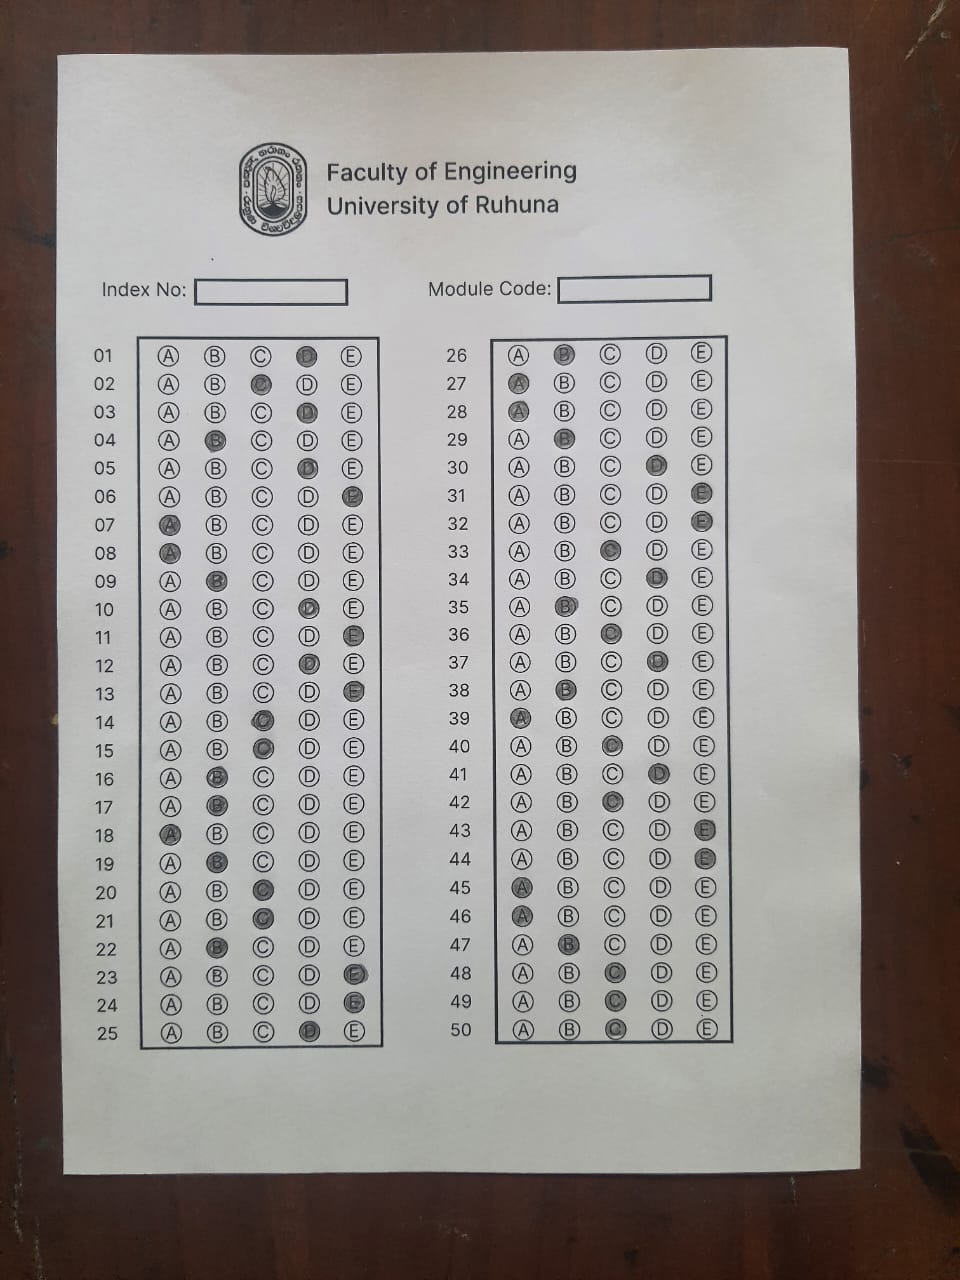 Faculty of Engineering
University of Ruhuna
Index No:
Module Code:
01 A B C D E
02 A B C D E
03 A B C D E
04 A B C D E
05 A B C D E
06 A B C D E
07 A B C D E
08 A B C D E
09 A B C D E
10 A B C D E
11 A B C D E
12 A B C D E
13 A B C D E
14 A B C D E
15 A B C D E
16 A B C D E
17 A B C D E
18 A B C D E
19 A B C D E
20 A B C D E
21 A B C D E
22 A B C D E
23 A B C D E
24 A B C D E
25 A B C D E
26 A B C D E
27 A B C D E
28 A B C D E
29 A B C D E
30 A B C D E
31 A B C D E
32 A B C D E
33 A B C D E
34 A B C D E
35 A B C D E
36 A B C D E
37 A B C D E
38 A B C D E
39 A B C D E
40 A B C D E
41 A B C D E
42 A B C D E
43 A B C D E
44 A B C D E
45 A B C D E
46 A B C D E
47 A B C D E
48 A B C D E
49 A B C D E
50 A B C D E